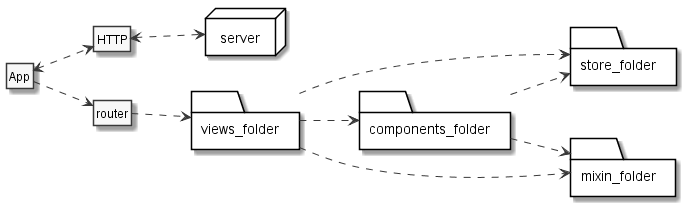 HTTP
server
App
router
views_folder
components_folder
store_folder
mixin_folder